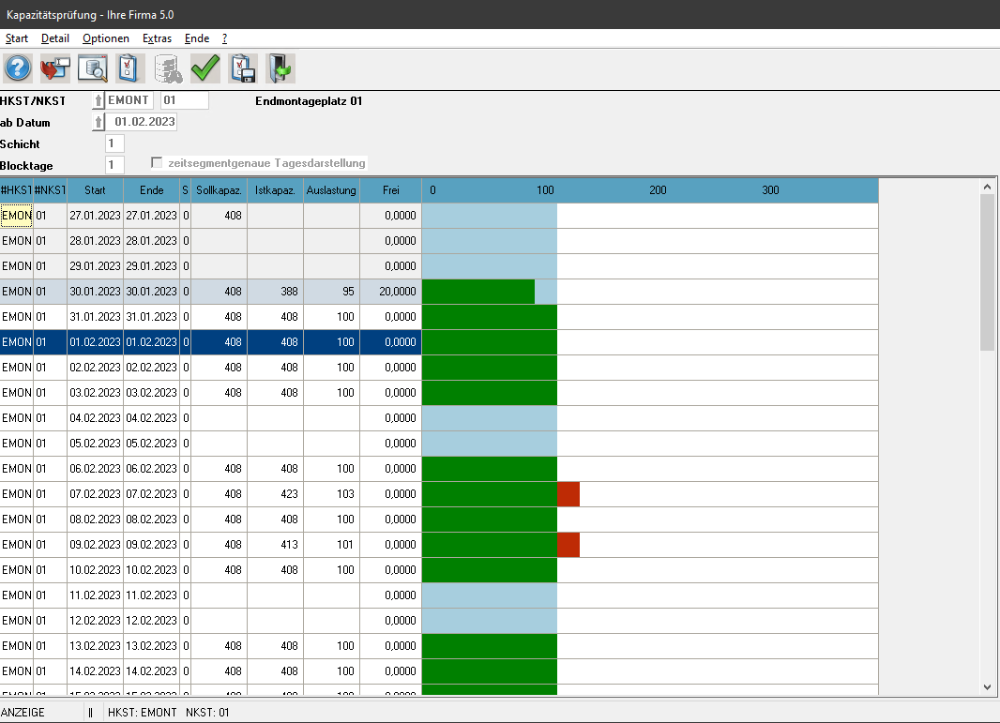 Kapazitätsprüfung - Ihre Firma 5.0
Start Detail Optionen Extras Ende ?
HKST/NKST EMONT 01 Endmontageplatz 01
ab Datum 01.02.2023
Schicht 1
Blocktage 1 zeitsegmentgenaue Tagesdarstellung
#HKST #NKST Start Ende S Sollkapaz. Istkapaz. Auslastung Frei 0 100 200 300
EMON 01 27.01.2023 27.01.2023 0 408 0,0000
EMON 01 28.01.2023 28.01.2023 0 0,0000
EMON 01 29.01.2023 29.01.2023 0 0,0000
EMON 01 30.01.2023 30.01.2023 0 408 388 95 20,0000
EMON 01 31.01.2023 31.01.2023 0 408 408 100 0,0000
EMON 01 01.02.2023 01.02.2023 0 408 408 100 0,0000
EMON 01 02.02.2023 02.02.2023 0 408 408 100 0,0000
EMON 01 03.02.2023 03.02.2023 0 408 408 100 0,0000
EMON 01 04.02.2023 04.02.2023 0 0,0000
EMON 01 05.02.2023 05.02.2023 0 0,0000
EMON 01 06.02.2023 06.02.2023 0 408 408 100 0,0000
EMON 01 07.02.2023 07.02.2023 0 408 423 103 0,0000
EMON 01 08.02.2023 08.02.2023 0 408 408 100 0,0000
EMON 01 09.02.2023 09.02.2023 0 408 413 101 0,0000
EMON 01 10.02.2023 10.02.2023 0 408 408 100 0,0000
EMON 01 11.02.2023 11.02.2023 0 0,0000
EMON 01 12.02.2023 12.02.2023 0 0,0000
EMON 01 13.02.2023 13.02.2023 0 408 408 100 0,0000
EMON 01 14.02.2023 14.02.2023 0 408 408 100 0,0000
ANZEIGE || HKST: EMONT NKST: 01